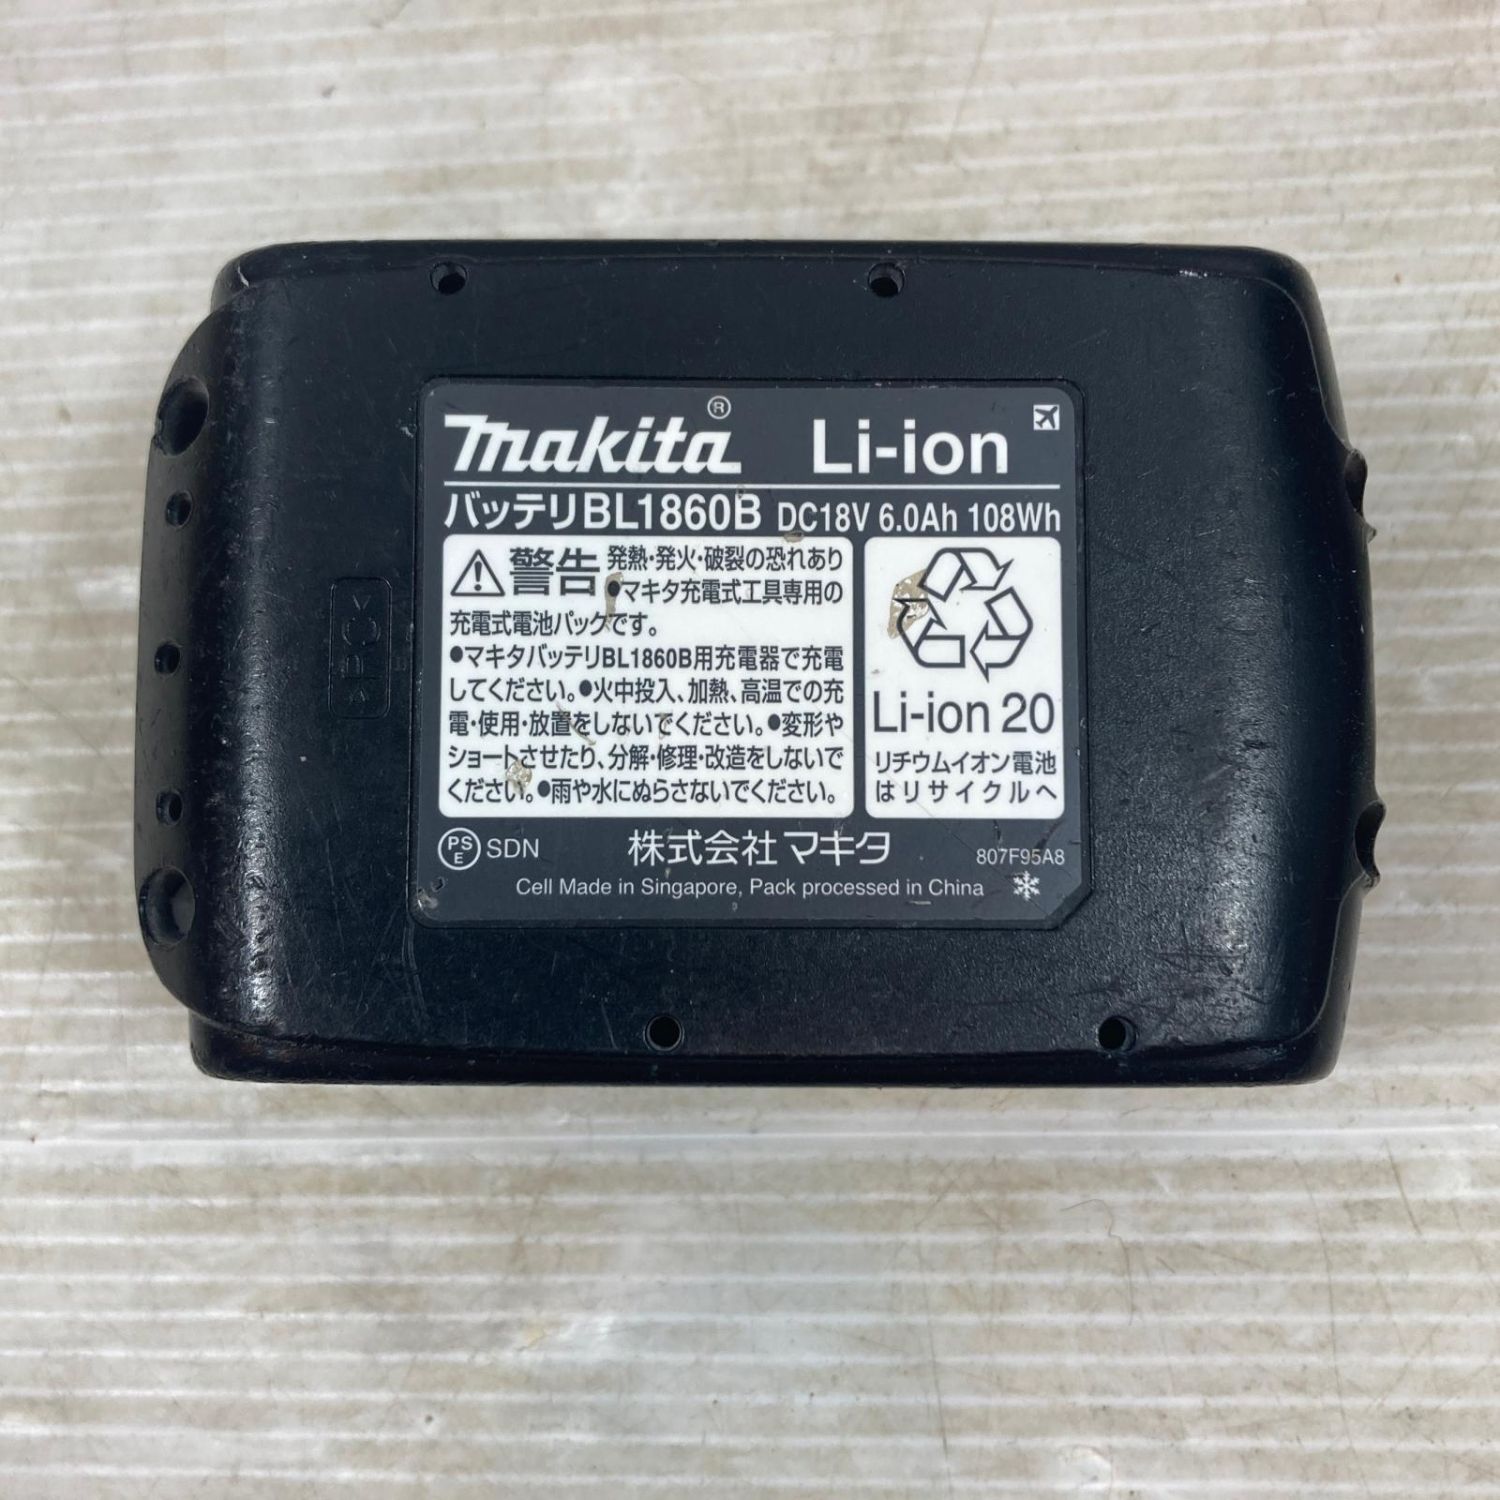 makita® Li-ion
バッテリBL1860B DC18V 6.0Ah 108Wh
警告 発熱・発火・破裂の恐れあり
●マキタ充電式工具専用の
充電式電池パックです。
●マキタバッテリBL1860B用充電器で充電
してください。●火中投入、加熱、高温での充
電・使用・放置をしないでください。●変形や
ショートさせたり、分解・修理・改造をしないで
ください。●雨や水にぬらさないでください。
Li-ion 20
リチウムイオン電池
はリサイクルへ
PS
E
SDN
株式会社マキタ
807F95A8
Cell Made in Singapore, Pack processed in China
>PC<